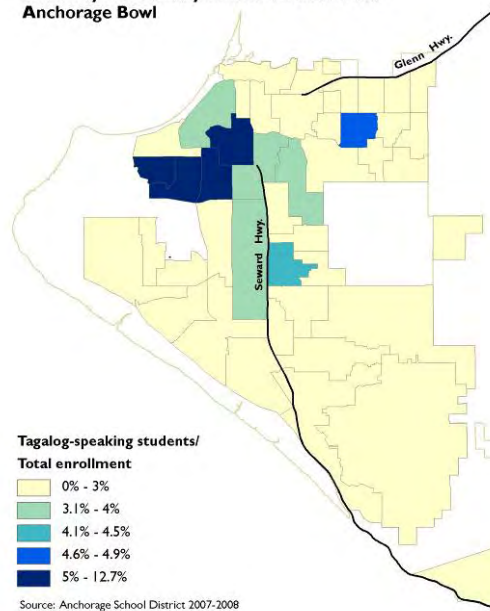 Anchorage Bowl
Glenn Hwy.
Seward Hwy.
Tagalog-speaking students/
Total enrollment
0% - 3%
3.1% - 4%
4.1% - 4.5%
4.6% - 4.9%
5% - 12.7%
Source: Anchorage School District 2007-2008